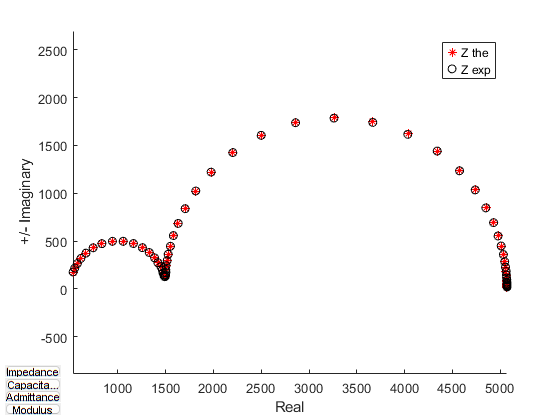 2500
Z the
Z exp
2000
1500
1000
500
0
-500
+/- Imaginary
1000 1500 2000 2500 3000 3500 4000 4500 5000
Real
Impedance
Capacita...
Admittance
Modulus